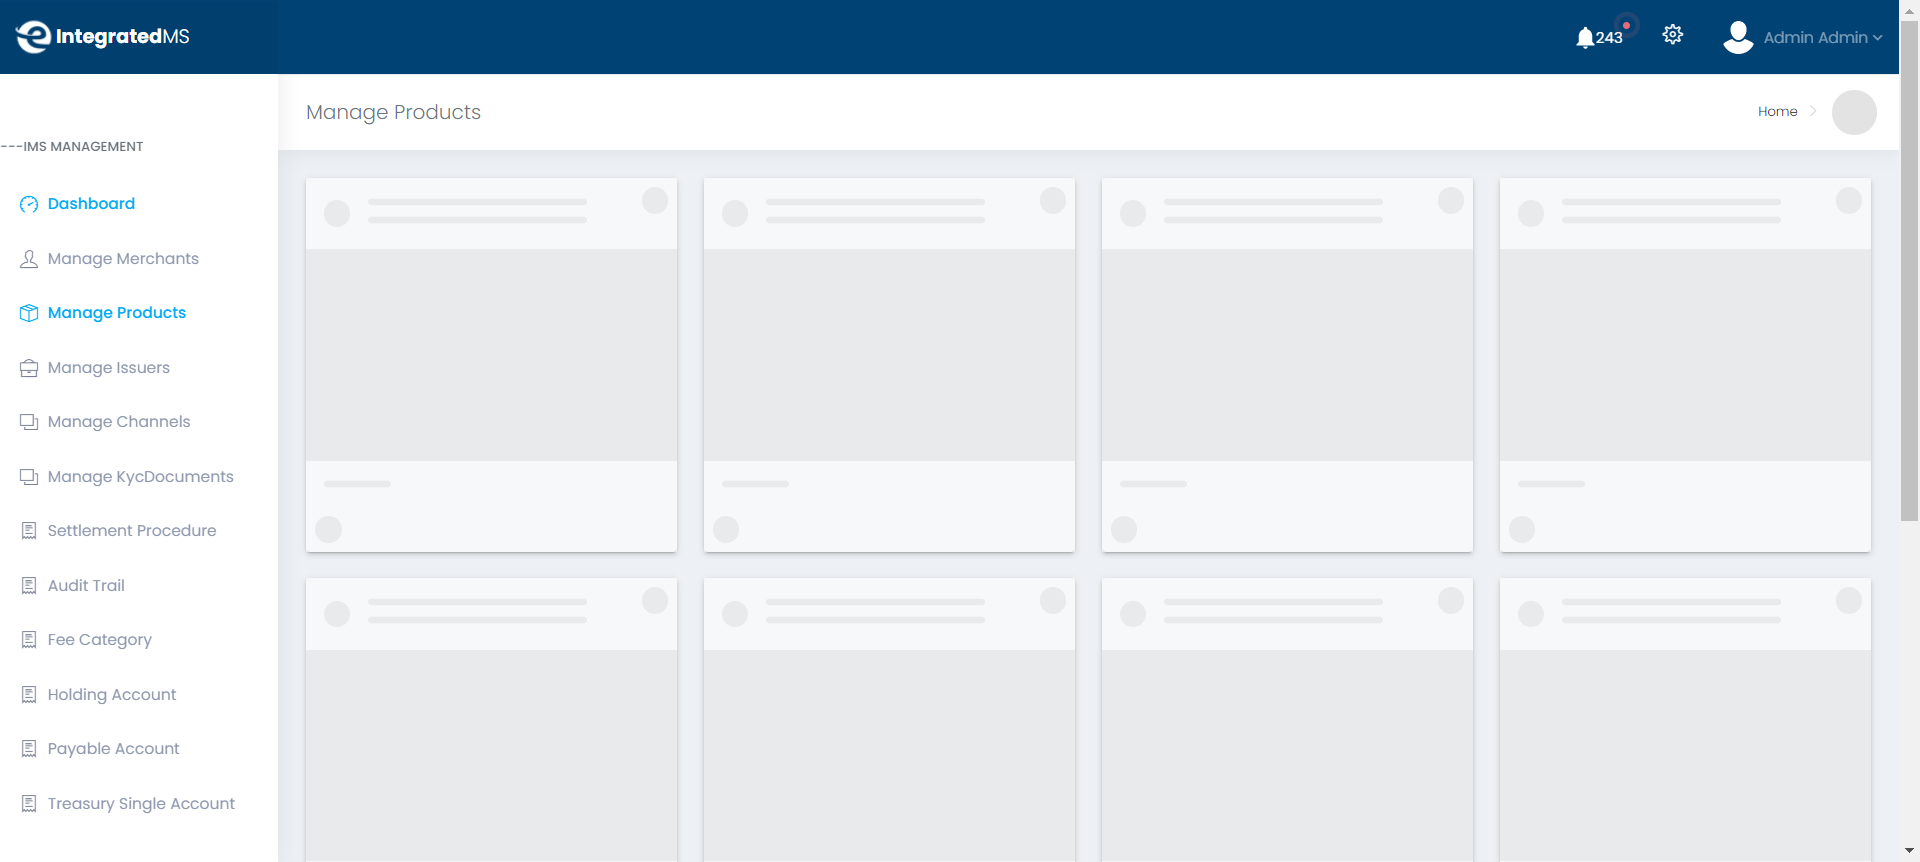 IntegratedMS
243
Admin Admin
Manage Products
Home
---IMS MANAGEMENT
Dashboard
Manage Merchants
Manage Products
Manage Issuers
Manage Channels
Manage KycDocuments
Settlement Procedure
Audit Trail
Fee Category
Holding Account
Payable Account
Treasury Single Account